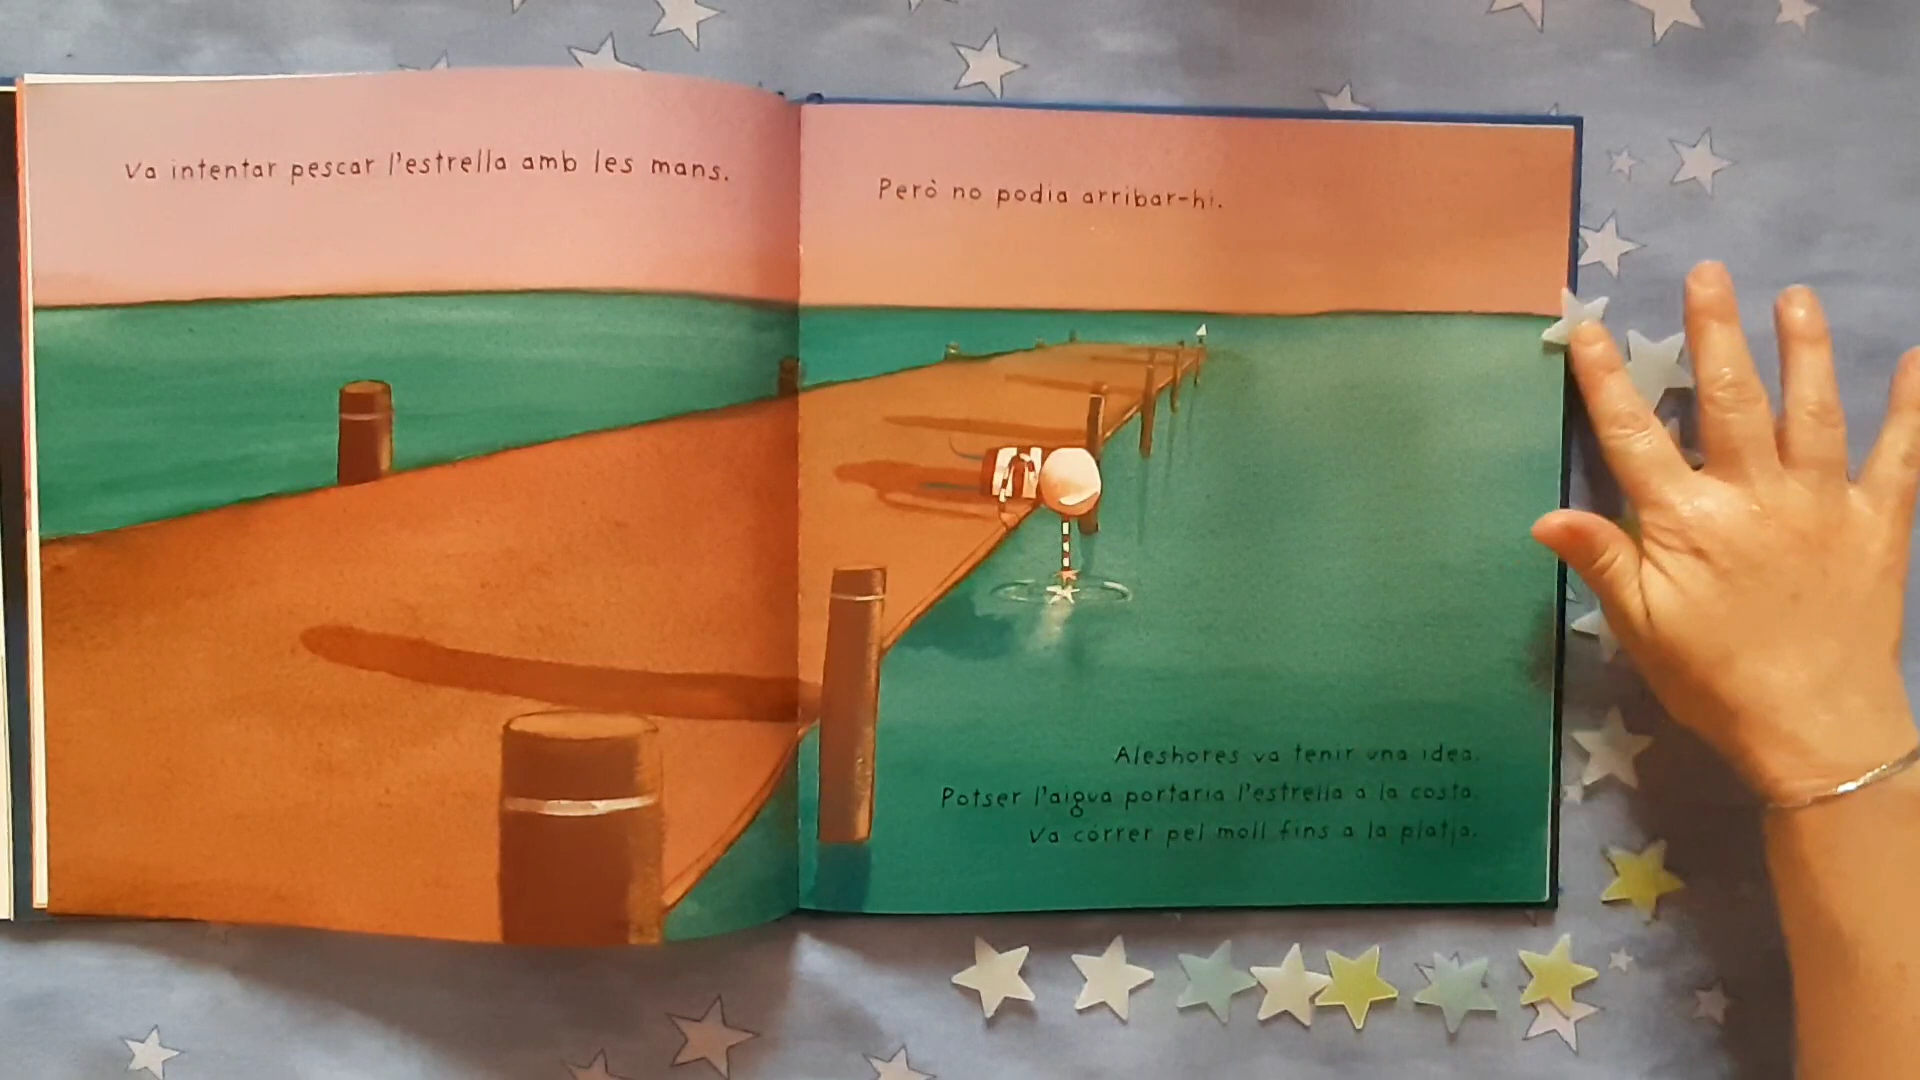 Va intentar pescar l'estrella amb les mans.
Però no podia arribar-hi.
Aleshores va tenir una idea.
Potser l'aigua portaria l'estrella a la costa.
Va córrer pel moll fins a la platja.